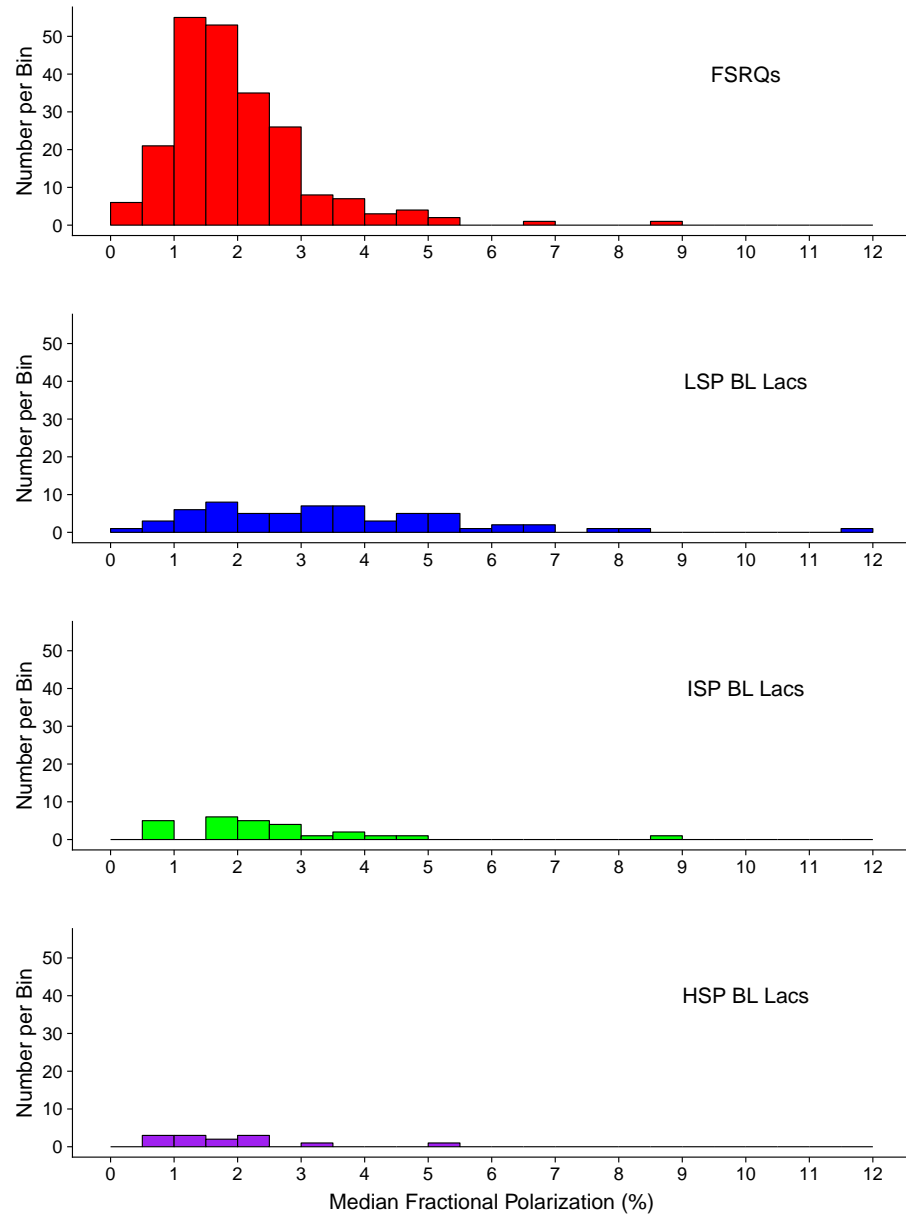 Number per Bin
50
40
30
20
10
0
FSRQs
0 1 2 3 4 5 6 7 8 9 10 11 12
Number per Bin
50
40
30
20
10
0
LSP BL Lacs
0 1 2 3 4 5 6 7 8 9 10 11 12
Number per Bin
50
40
30
20
10
0
ISP BL Lacs
0 1 2 3 4 5 6 7 8 9 10 11 12
Number per Bin
50
40
30
20
10
0
HSP BL Lacs
0 1 2 3 4 5 6 7 8 9 10 11 12
Median Fractional Polarization (%)